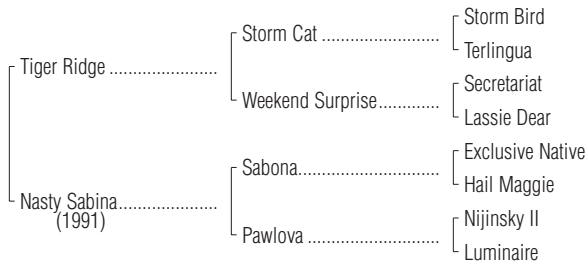 Storm Bird
Storm Cat
Terlingua
Tiger Ridge
Secretariat
Weekend Surprise
Lassie Dear
Exclusive Native
Sabona
Hail Maggie
Nasty Sabina
(1991)
Nijinsky II
Pawlova
Luminaire